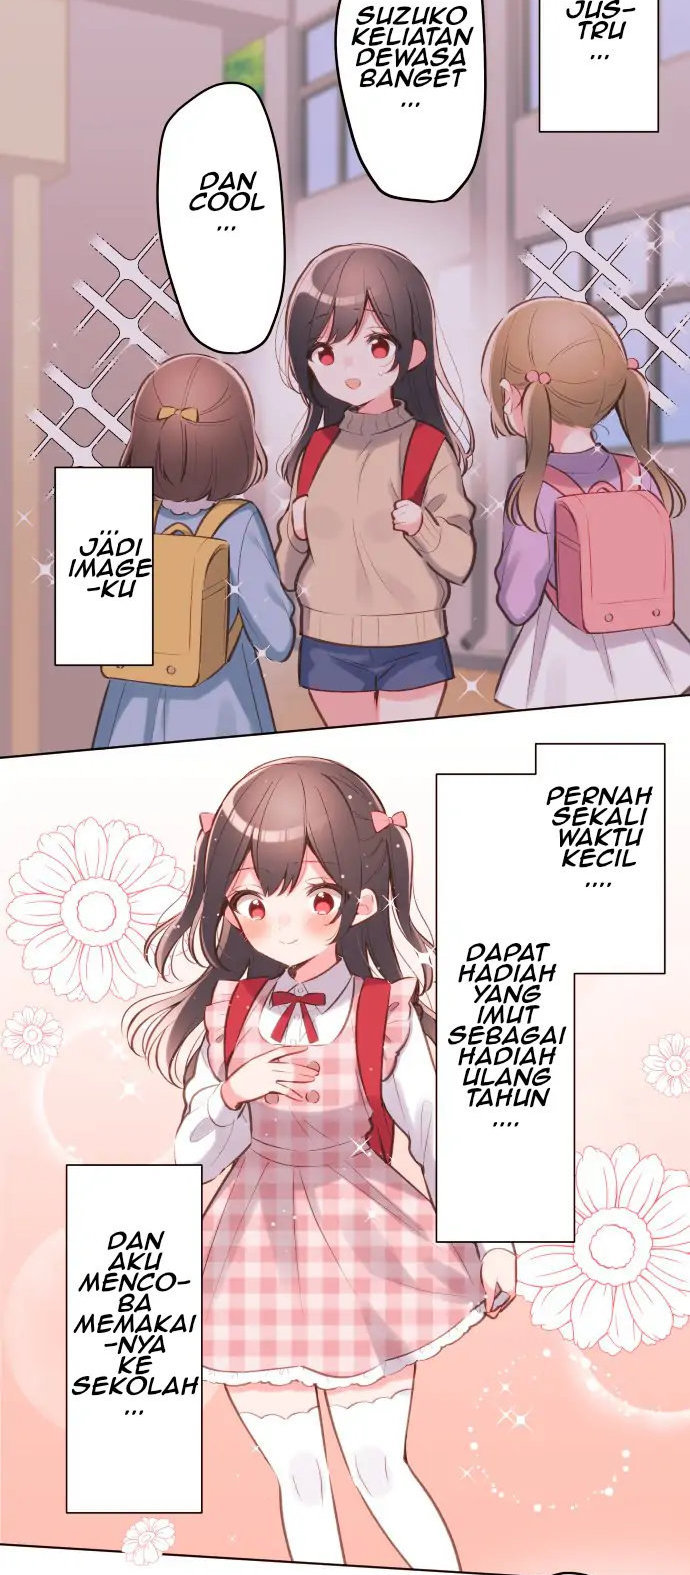 JUS-
TRU
...
SUZUKO
KELIATAN
DEWASA
BANGET
...
DAN
COOL
...
...
JADI
IMAGE
-KU
PERNAH
SEKALI
WAKTU
KECIL
....
DAPAT
HADIAH
YANG
IMUT
SEBAGAI
HADIAH
ULANG
TAHUN
....
DAN
AKU
MENCO-
BA
MEMAKAI
-NYA
KE
SEKOLAH
...